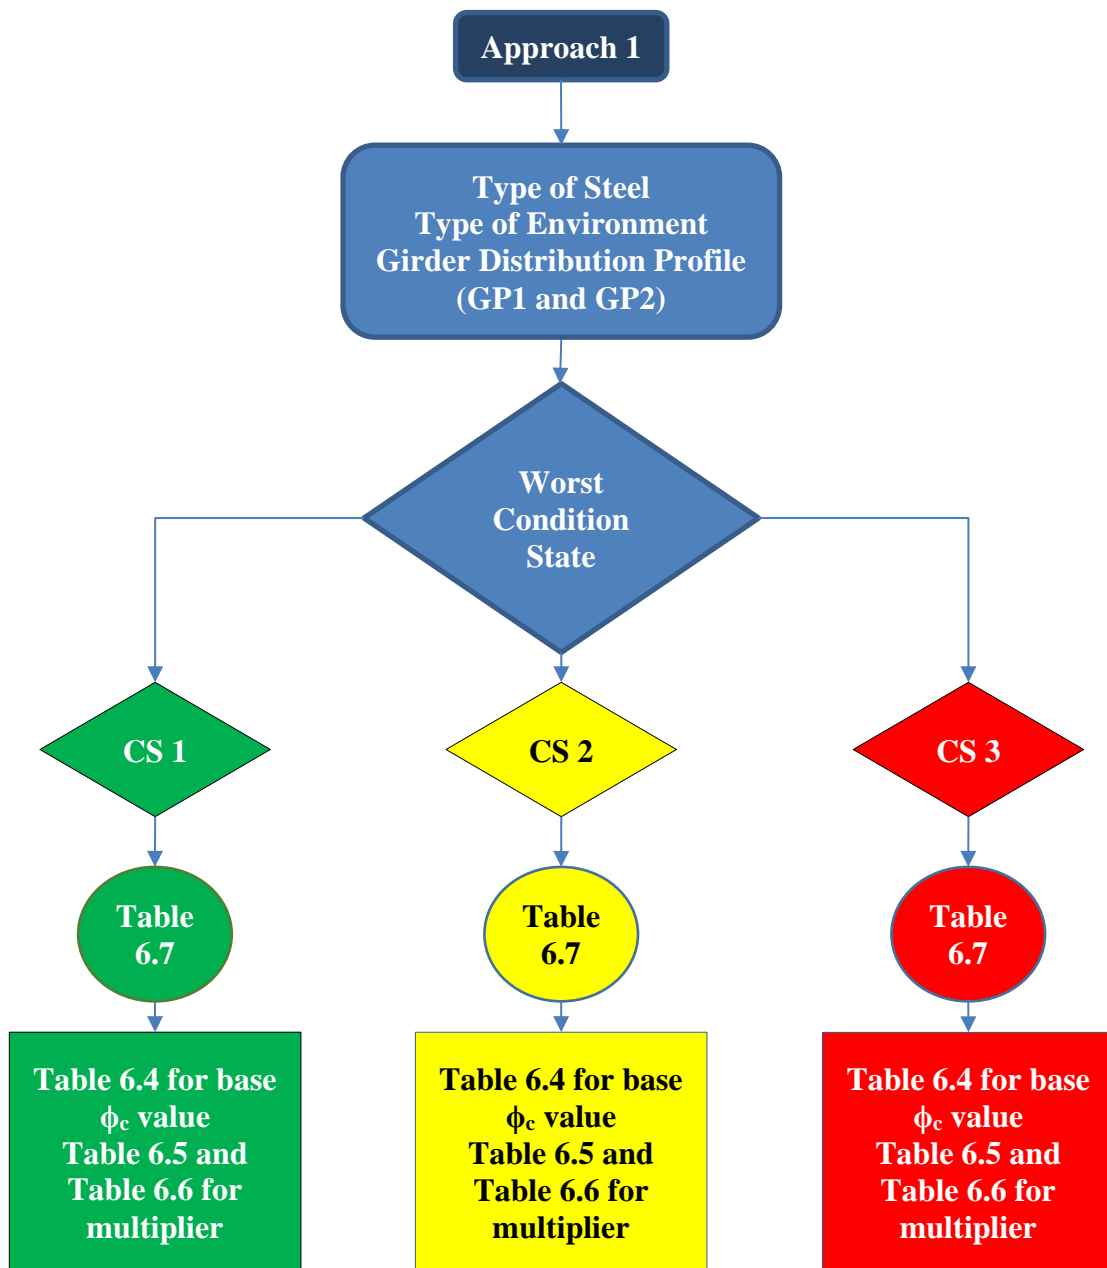 Approach 1
Type of Steel
Type of Environment
Girder Distribution Profile
(GP1 and GP2)
Worst
Condition
State
CS 1
CS 2
CS 3
Table
6.7
Table
6.7
Table
6.7
Table 6.4 for base
ϕc value
Table 6.5 and
Table 6.6 for
multiplier
Table 6.4 for base
ϕc value
Table 6.5 and
Table 6.6 for
multiplier
Table 6.4 for base
ϕc value
Table 6.5 and
Table 6.6 for
multiplier